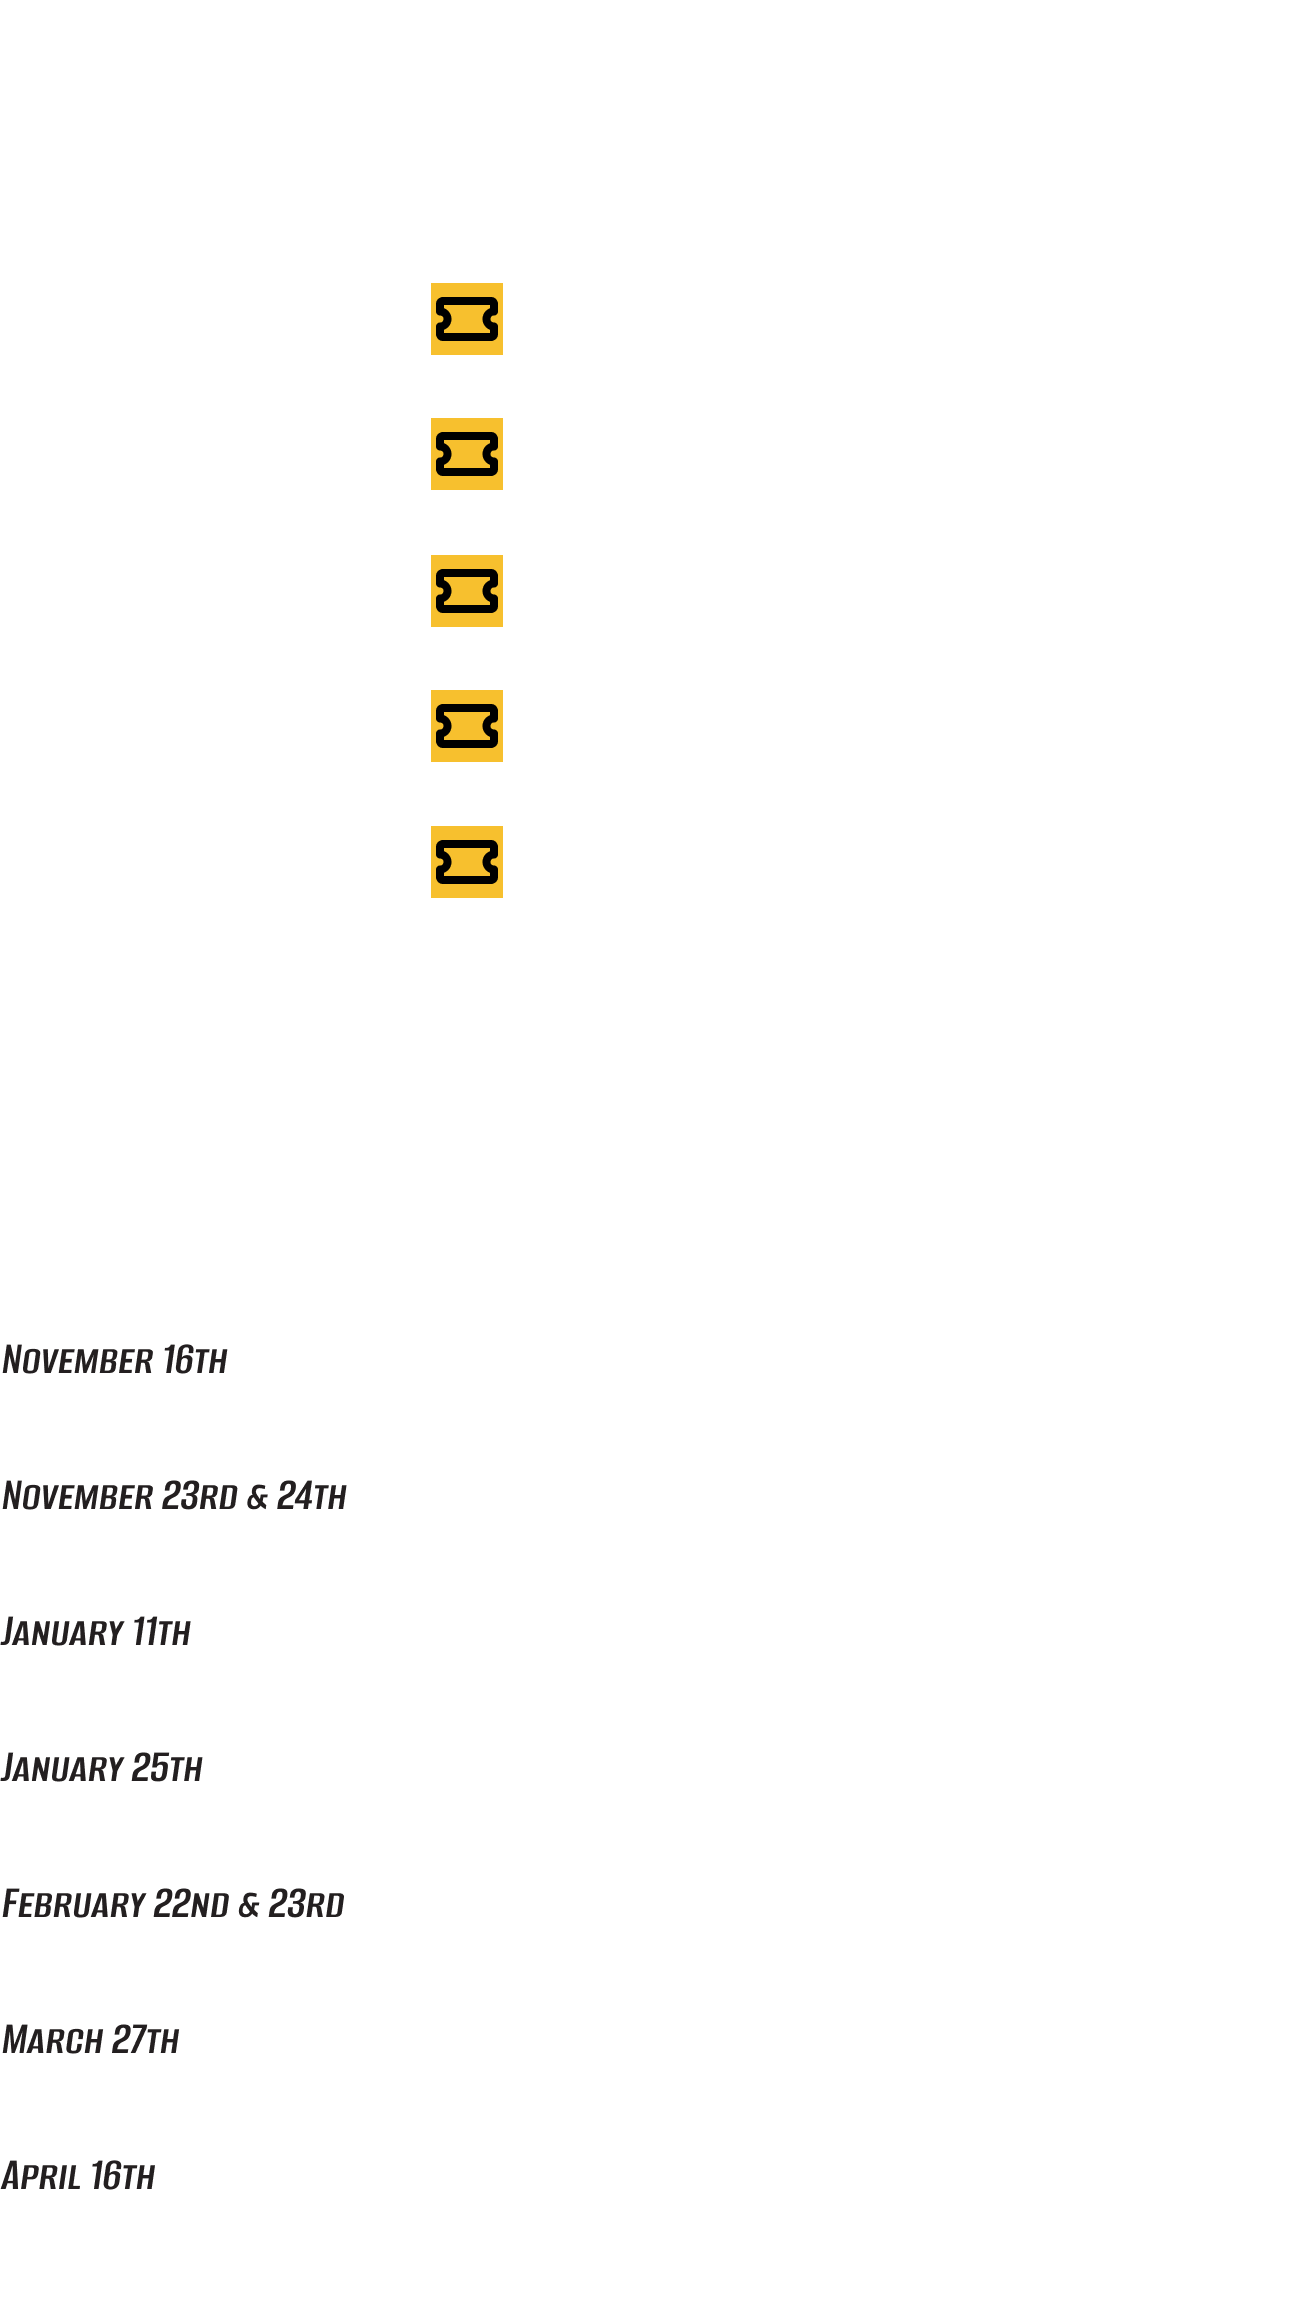 November 16th
November 23rd & 24th
January 11th
January 25th
February 22nd & 23rd
March 27th
April 16th